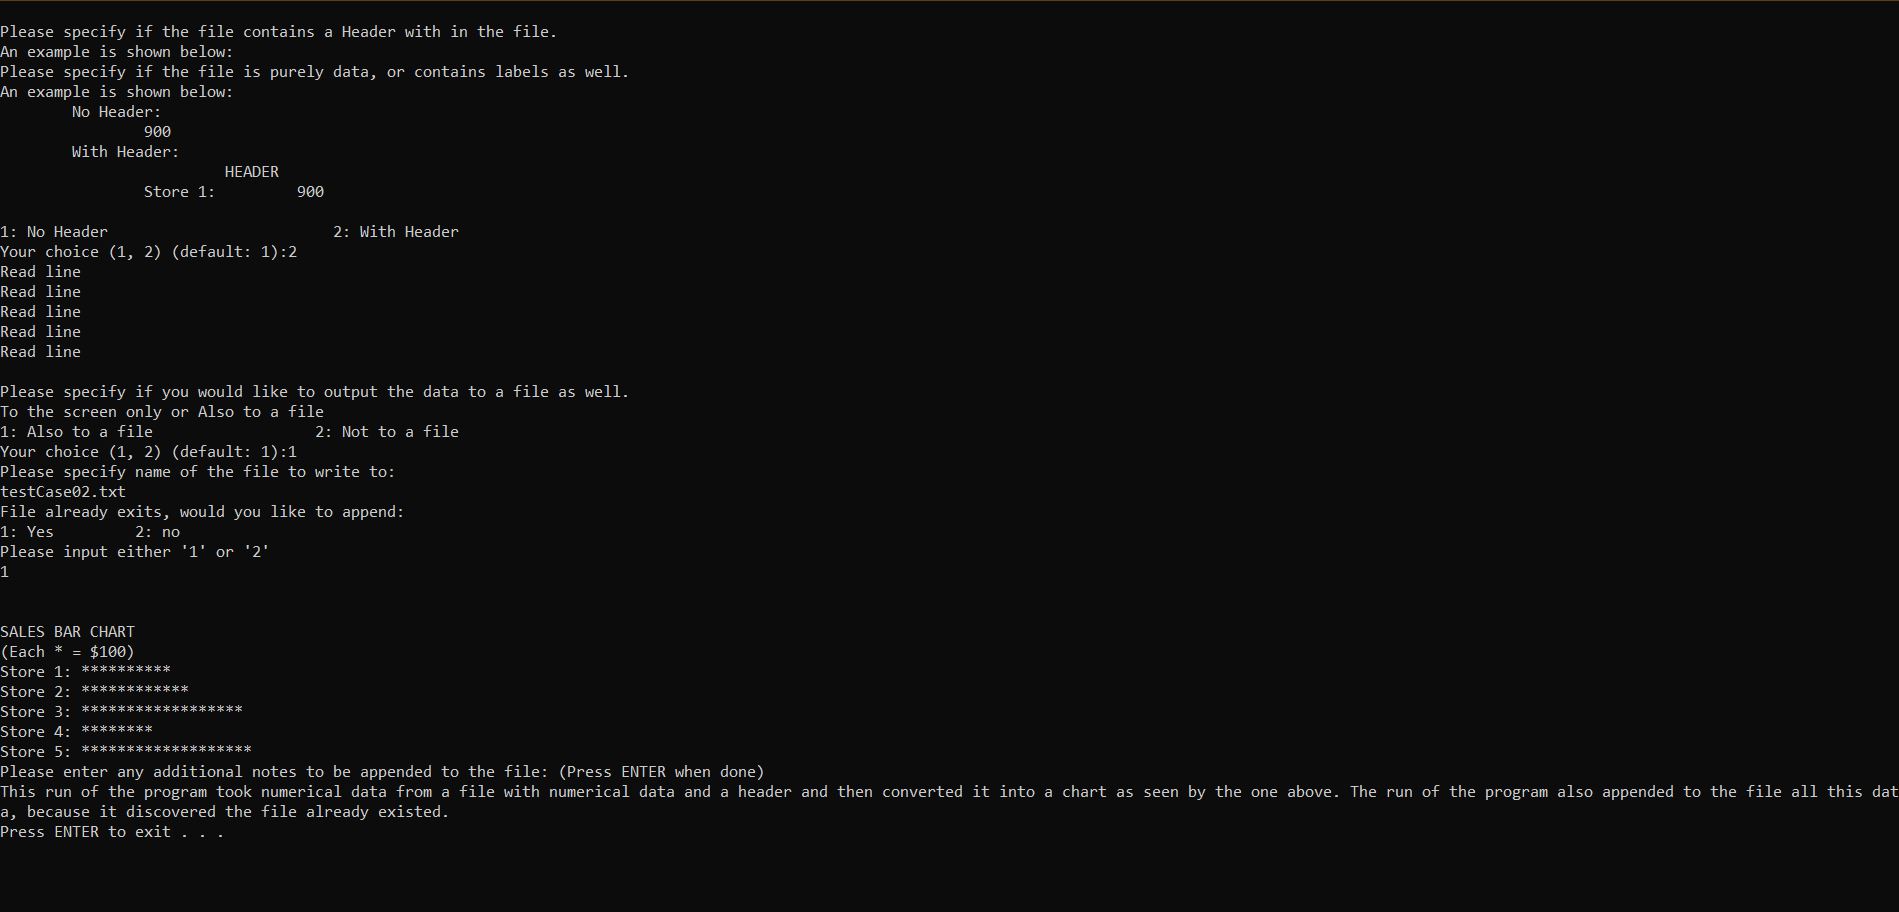 Please specify if the file contains a Header with in the file.
An example is shown below:
Please specify if the file is purely data, or contains labels as well.
An example is shown below:
        No Header:
                900
        With Header:
                         HEADER
                Store 1:         900

1: No Header                         2: With Header
Your choice (1, 2) (default: 1):2
Read line
Read line
Read line
Read line
Read line

Please specify if you would like to output the data to a file as well.
To the screen only or Also to a file
1: Also to a file                  2: Not to a file
Your choice (1, 2) (default: 1):1
Please specify name of the file to write to:
testCase02.txt
File already exits, would you like to append:
1: Yes         2: no
Please input either '1' or '2'
1


SALES BAR CHART
(Each * = $100)
Store 1: **********
Store 2: ************
Store 3: ******************
Store 4: ********
Store 5: *******************
Please enter any additional notes to be appended to the file: (Press ENTER when done)
This run of the program took numerical data from a file with numerical data and a header and then converted it into a chart as seen by the one above. The run of the program also appended to the file all this dat
a, because it discovered the file already existed.
Press ENTER to exit . . .